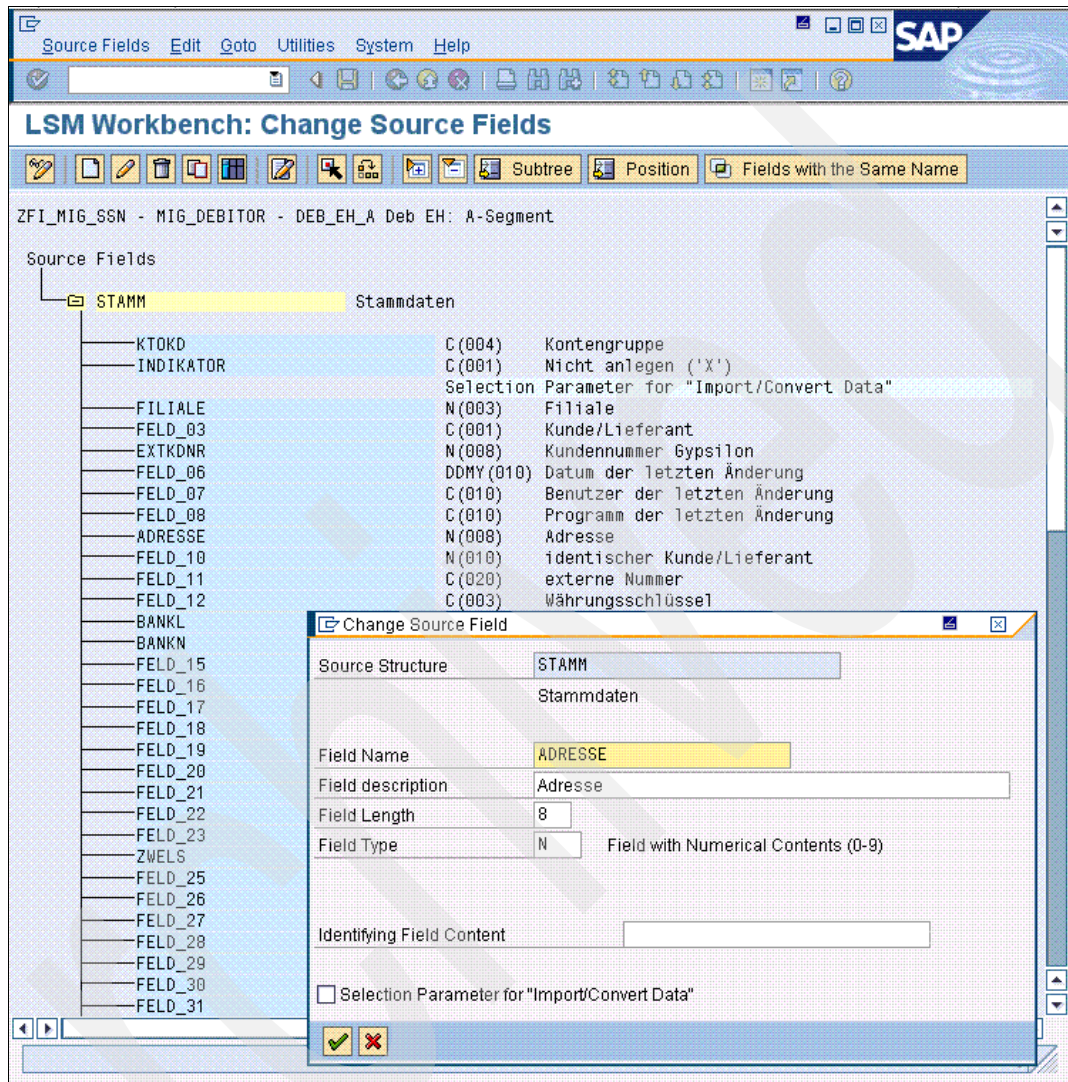 Source Fields Edit Goto Utilities System Help
SAP
LSM Workbench: Change Source Fields
Subtree Position Fields with the Same Name
ZFI_MIG_SSN - MIG_DEBITOR - DEB_EH_A Deb EH: A-Segment
Source Fields
STAMM Stammdaten
KTOKD C(004) Kontengruppe
INDIKATOR C(001) Nicht anlegen ('X')
Selection Parameter for "Import/Convert Data"
FILIALE N(003) Filiale
FELD_03 C(001) Kunde/Lieferant
EXTKDNR N(008) Kundennummer Gypsilon
FELD_06 DDMY(010) Datum der letzten Änderung
FELD_07 C(010) Benutzer der letzten Änderung
FELD_08 C(010) Programm der letzten Änderung
ADRESSE N(008) Adresse
FELD_10 N(010) identischer Kunde/Lieferant
FELD_11 C(020) externe Nummer
FELD_12 C(003) Währungsschlüssel
BANKL
BANKN
FELD_15
FELD_16
FELD_17
FELD_18
FELD_19
FELD_20
FELD_21
FELD_22
FELD_23
ZWELS
FELD_25
FELD_26
FELD_27
FELD_28
FELD_29
FELD_30
FELD_31
Change Source Field
Source Structure STAMM
Stammdaten
Field Name ADRESSE
Field description Adresse
Field Length 8
Field Type N Field with Numerical Contents (0-9)
Identifying Field Content
Selection Parameter for "Import/Convert Data"